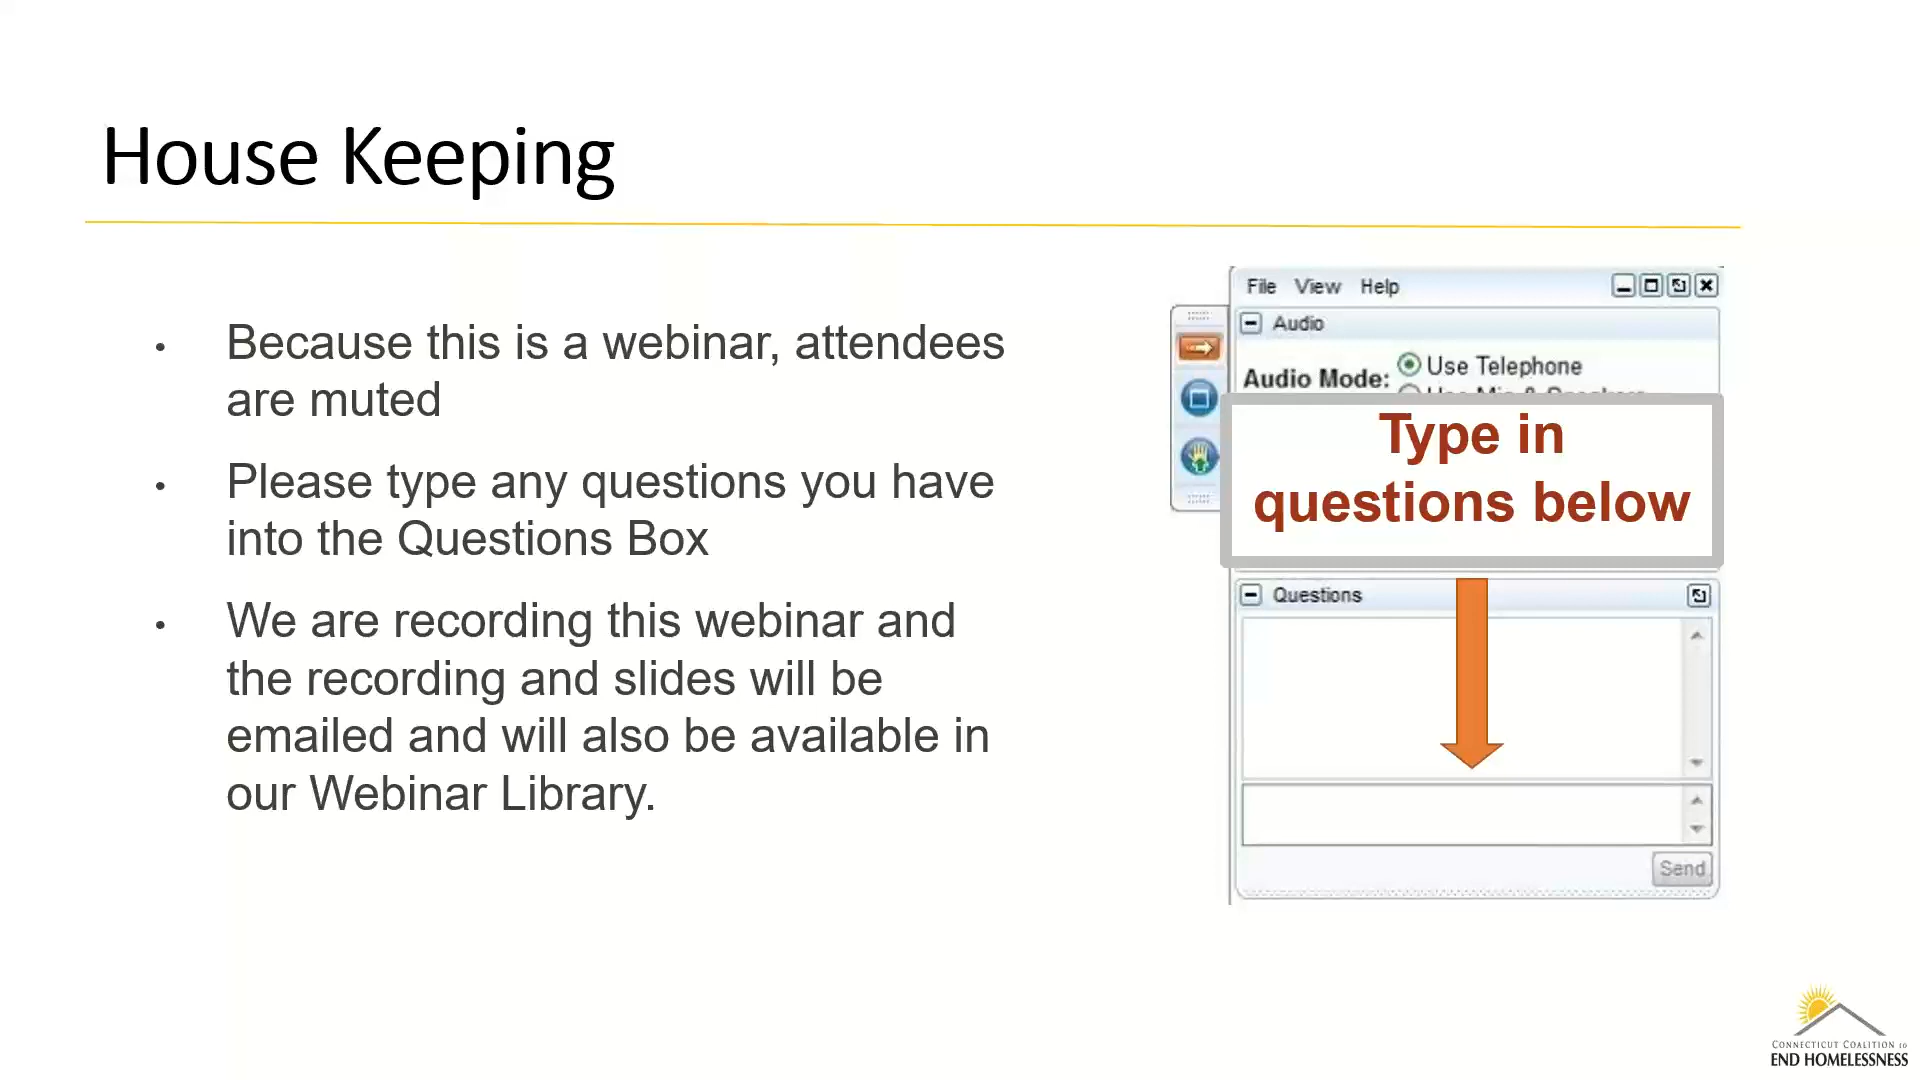 House Keeping
• Because this is a webinar, attendees
are muted
• Please type any questions you have
into the Questions Box
• We are recording this webinar and
the recording and slides will be
emailed and will also be available in
our Webinar Library.
File View Help
Audio
Audio Mode: Use Telephone
Type in
questions below
Questions
Send
CONNECTICUT COALITION to
END HOMELESSNESS